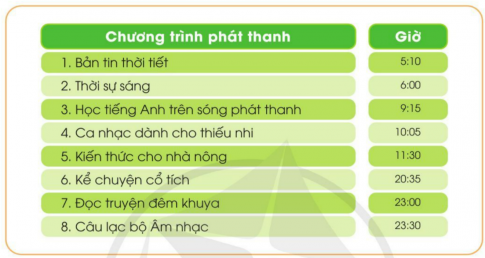 Chương trình phát thanh Giờ
1. Bản tin thời tiết 5:10
2. Thời sự sáng 6:00
3. Học tiếng Anh trên sóng phát thanh 9:15
4. Ca nhạc dành cho thiếu nhi 10:05
5. Kiến thức cho nhà nông 11:30
6. Kể chuyện cổ tích 20:35
7. Đọc truyện đêm khuya 23:00
8. Câu lạc bộ Âm nhạc 23:30